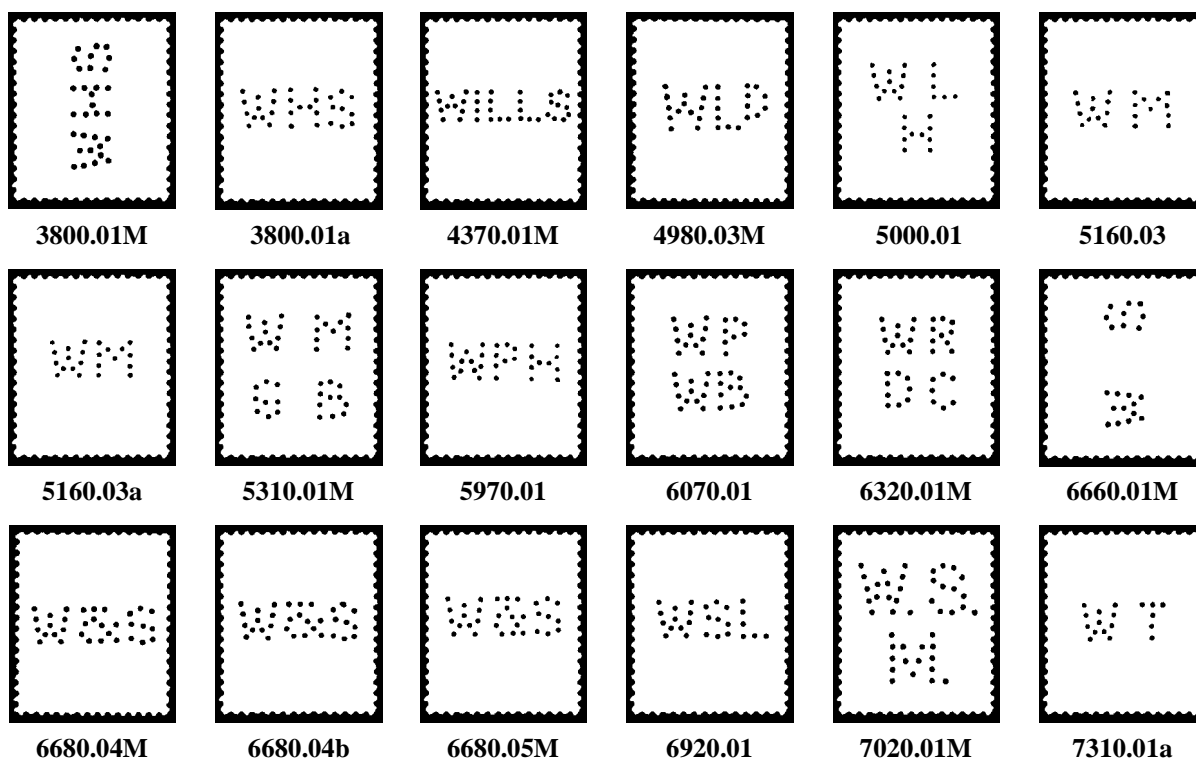 WHS WHS WILLS WLP W L W M
H
3800.01M 3800.01a 4370.01M 4980.03M 5000.01 5160.03
WM W M WPH WP WR S
G B WB DC W
5160.03a 5310.01M 5970.01 6070.01 6320.01M 6660.01M
W&S W&S W&S WSL. W.S. W T
M.
6680.04M 6680.04b 6680.05M 6920.01 7020.01M 7310.01a